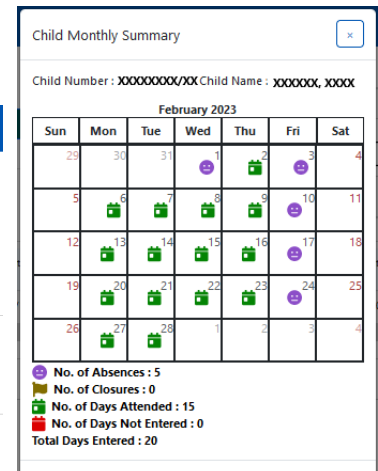 Child Monthly Summary ×
Child Number : XXXXXXXX/XX Child Name : XXXXXX, XXXX
February 2023
Sun Mon Tue Wed Thu Fri Sat
29 30 31 1 2 3 4
5 6 7 8 9 10 11
12 13 14 15 16 17 18
19 20 21 22 23 24 25
26 27 28 1 2 3 4
No. of Absences : 5
No. of Closures : 0
No. of Days Attended : 15
No. of Days Not Entered : 0
Total Days Entered : 20